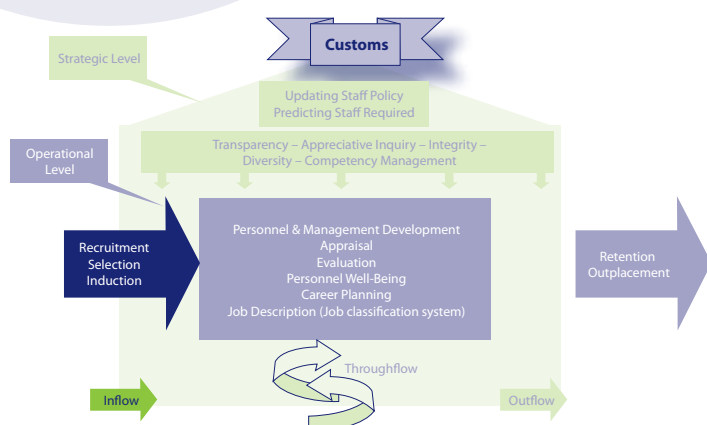 Customs
Strategic Level
Updating Staff Policy
Predicting Staff Required
Transparency – Appreciative Inquiry – Integrity –
Diversity – Competency Management
Operational
Level
Recruitment
Selection
Induction
Personnel & Management Development
Appraisal
Evaluation
Personnel Well-Being
Career Planning
Job Description (Job classification system)
Retention
Outplacement
Throughflow
Inflow
Outflow